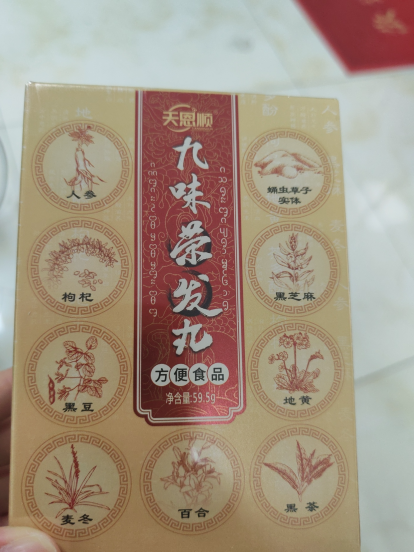 天恩顺
九味荣发丸
方便食品
净含量:59.5g
人参
蛹虫草子
实体
枸杞
黑芝麻
黑豆
地黄
麦冬
百合
黑茶